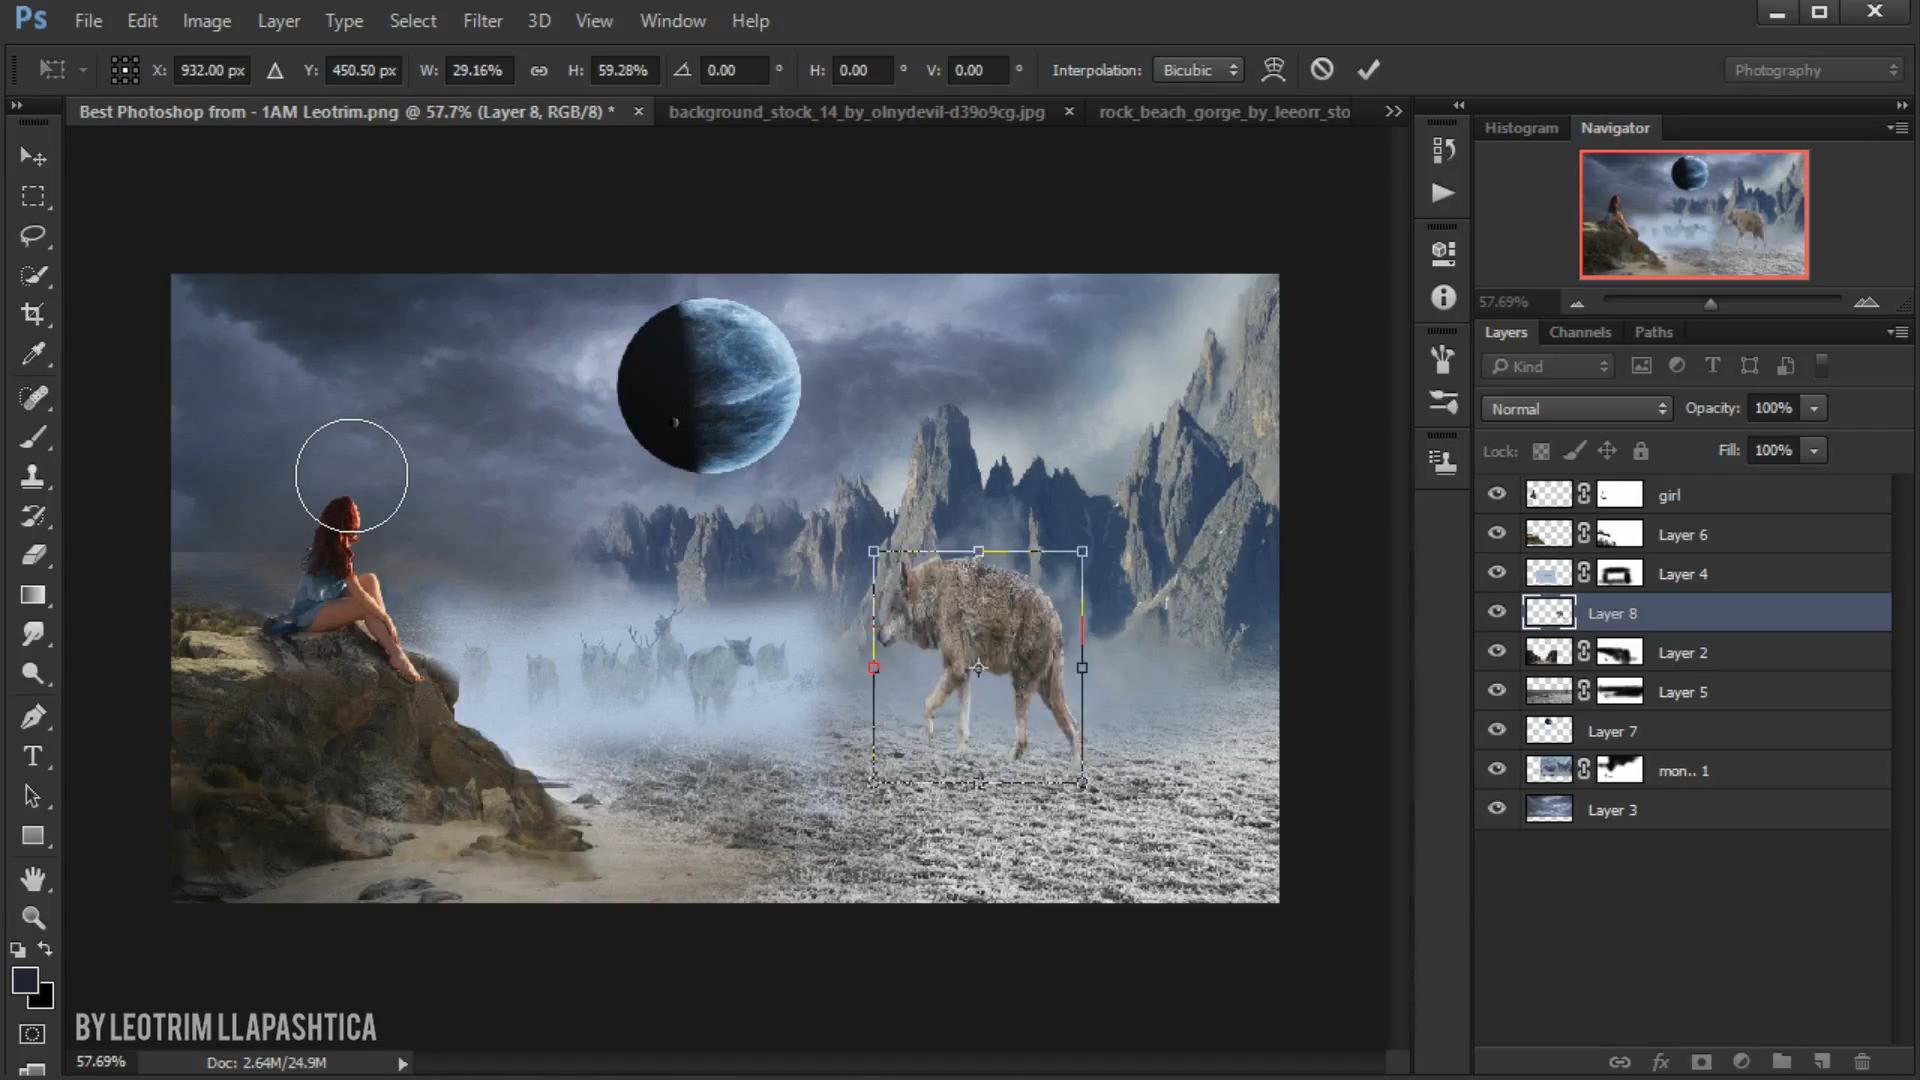 Ps File Edit Image Layer Type Select Filter 3D View Window Help
X: 932.00 px Y: 450.50 px W: 29.16% H: 59.28% 0.00 ° H: 0.00 ° V: 0.00 ° Interpolation: Bicubic Photography
Best Photoshop from - 1AM Leotrim.png @ 57.7% (Layer 8, RGB/8) * × background_stock_14_by_olnydevil-d39o9cg.jpg × rock_beach_gorge_by_leeorr_sto
Histogram Navigator
57.69%
Layers Channels Paths
Kind
Normal Opacity: 100%
Lock: Fill: 100%
girl
Layer 6
Layer 4
Layer 8
Layer 2
Layer 5
Layer 7
mon.. 1
Layer 3
BY LEOTRIM LLAPASHTICA
57.69% Doc: 2.64M/24.9M
fx